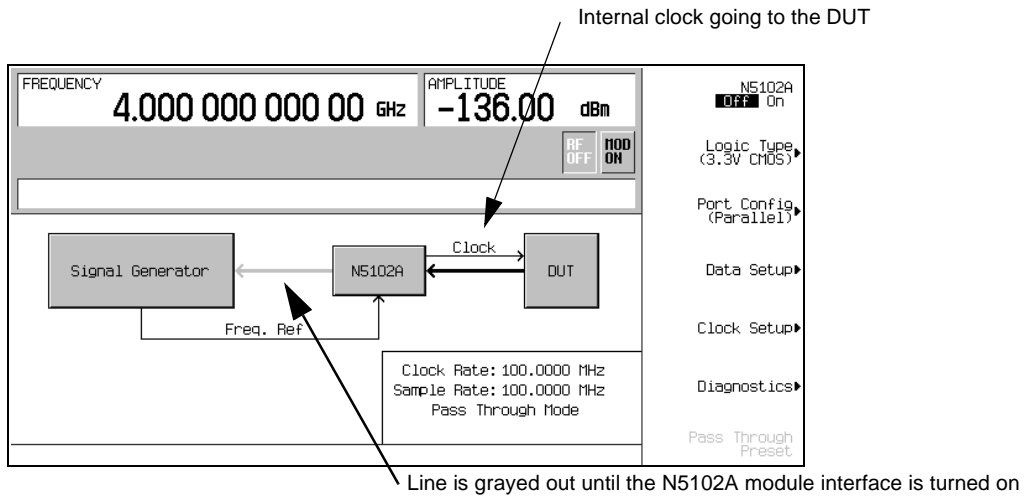 Internal clock going to the DUT
FREQUENCY
4.000 000 000 00 GHz
AMPLITUDE
-136.00 dBm
RF OFF
MOD ON
Signal Generator
N5102A
Clock
DUT
Freq. Ref
Clock Rate: 100.0000 MHz
Sample Rate: 100.0000 MHz
Pass Through Mode
N5102A
Off On
Logic Type
(3.3V CMOS)
Port Config
(Parallel)
Data Setup
Clock Setup
Diagnostics
Pass Through
Preset
Line is grayed out until the N5102A module interface is turned on